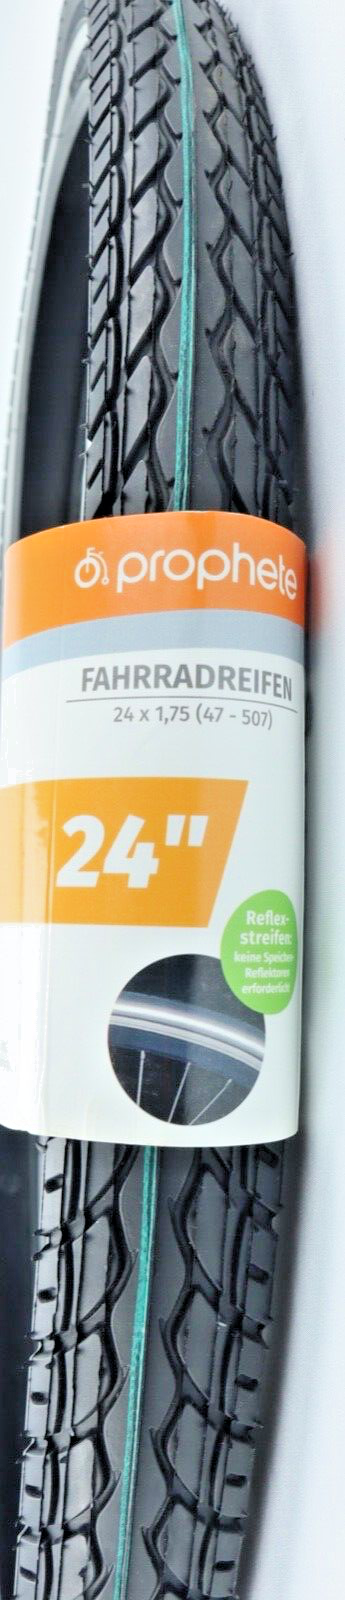 prophete
FAHRRADREIFEN
24 x 1,75 (47 - 507)
24"
Reflex-
streifen:
keine Speichen
Reflektoren
erforderlich